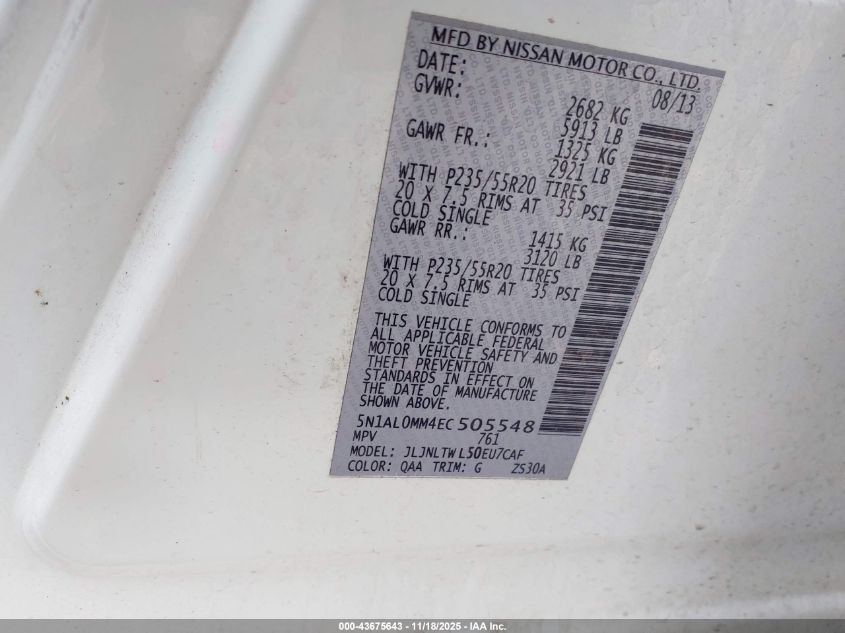 MFD BY NISSAN MOTOR CO., LTD.
DATE: 08/13
GVWR: 2682 KG
5913 LB
GAWR FR.: 1325 KG
2921 LB
WITH P235/55R20 TIRES
20 X 7.5 RIMS AT 35 PSI
COLD SINGLE
GAWR RR.: 1415 KG
3120 LB
WITH P235/55R20 TIRES
20 X 7.5 RIMS AT 35 PSI
COLD SINGLE
THIS VEHICLE CONFORMS TO
ALL APPLICABLE FEDERAL
MOTOR VEHICLE SAFETY AND
THEFT PREVENTION
STANDARDS IN EFFECT ON
THE DATE OF MANUFACTURE
SHOWN ABOVE.
5N1AL0MM4EC505548
MPV 761
MODEL: JLJNLTWL50EU7CAF
COLOR: QAA TRIM: G ZS30A
000-43675643 - 11/18/2025 - IAA Inc.